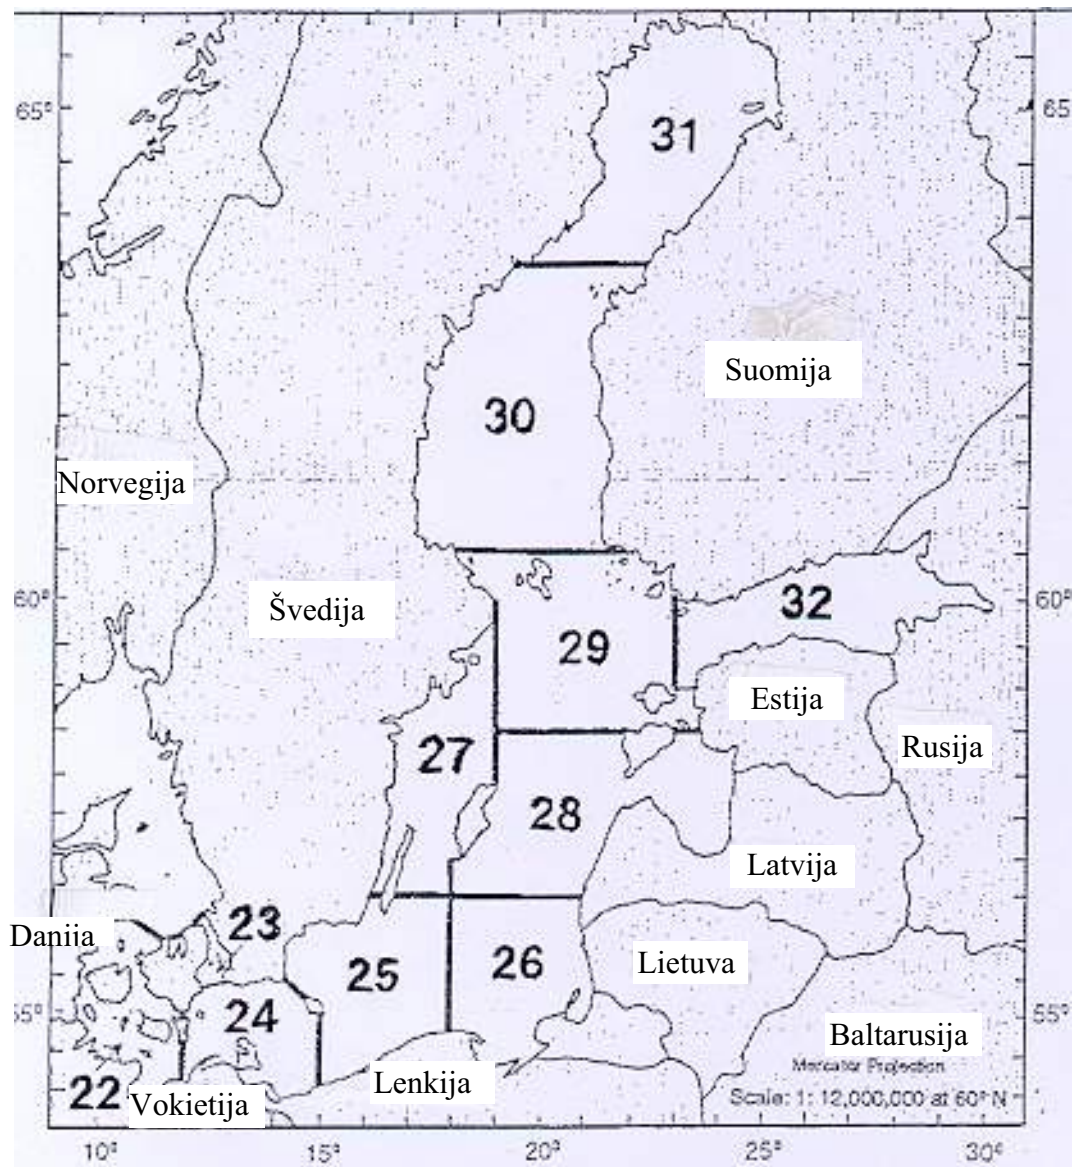 65°
65
31
Suomija
30
Norvegija
60°
60°
Švedija
32
29
Estija
Rusija
27
28
Latvija
Danija
23
Lietuva
25
26
24
55°
55°
Baltarusija
Mercator Projection
Lenkija
22
Vokietija
Scale: 1: 12,000,000 at 60° N
10°
15°
20°
25°
30°